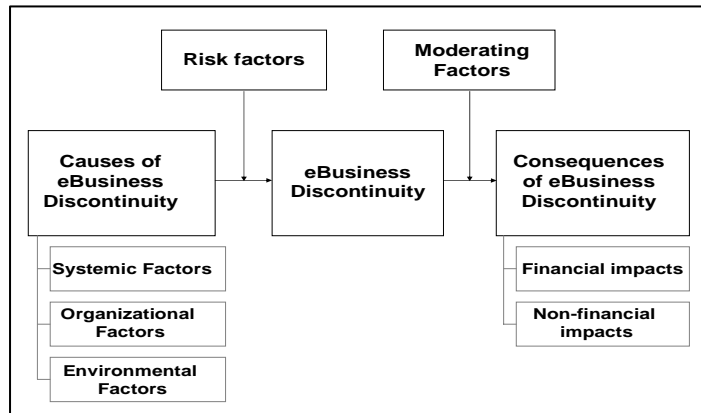 Risk factors
Moderating
Factors
Causes of
eBusiness
Discontinuity
eBusiness
Discontinuity
Consequences
of eBusiness
Discontinuity
Systemic Factors
Organizational
Factors
Environmental
Factors
Financial impacts
Non-financial
impacts